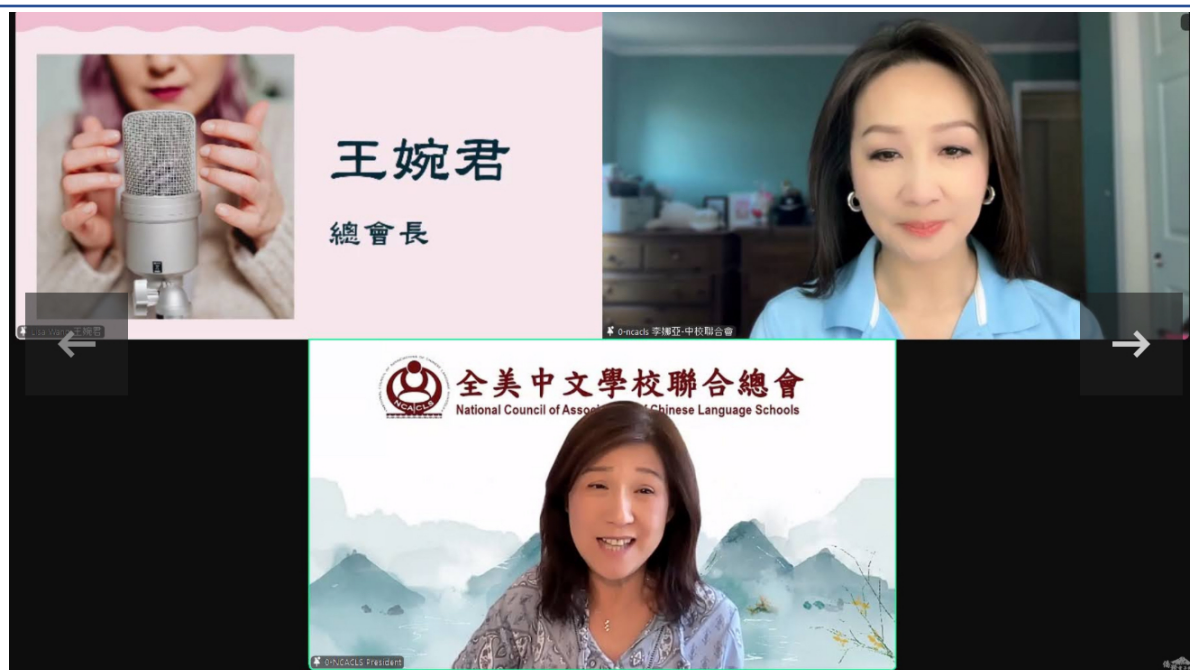 王婉君
總會長
Lisa Wang 王婉君
0-ncacls 李娜亞-中校聯合會
NCACLS
全美中文學校聯合總會
National Council of Asso Chinese Language Schools
0-NCACLS President